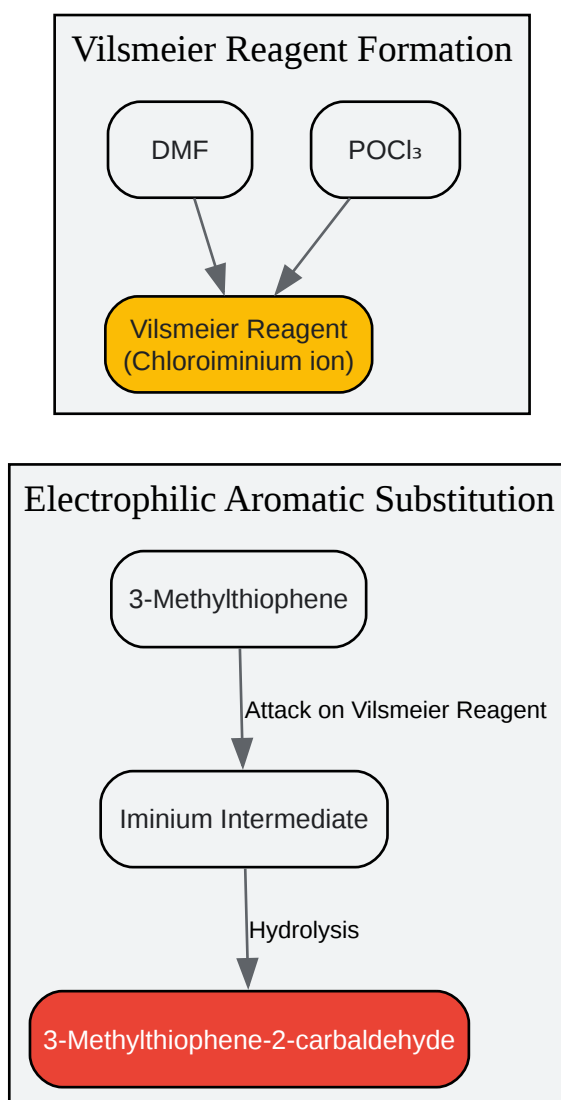 Vilsmeier Reagent Formation
DMF
POCl₃
Vilsmeier Reagent
(Chloroiminium ion)
Electrophilic Aromatic Substitution
3-Methylthiophene
Attack on Vilsmeier Reagent
Iminium Intermediate
Hydrolysis
3-Methylthiophene-2-carbaldehyde